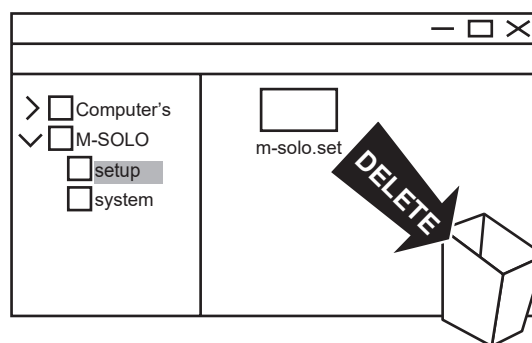 Computer's
M-SOLO
setup
system
m-solo.set
DELETE